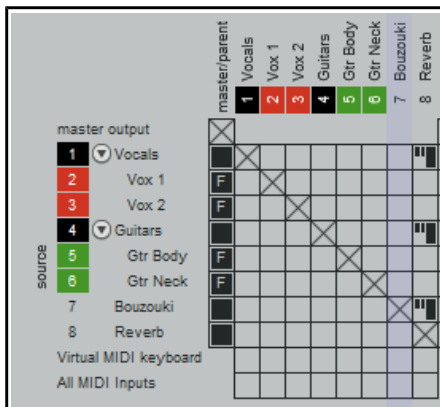 master/parent
1 Vocals
2 Vox 1
3 Vox 2
4 Guitars
5 Gtr Body
6 Gtr Neck
7 Bouzouki
8 Reverb
source
master output
1 Vocals
2 Vox 1 F
3 Vox 2 F
4 Guitars
5 Gtr Body F
6 Gtr Neck F
7 Bouzouki
8 Reverb
Virtual MIDI keyboard
All MIDI Inputs